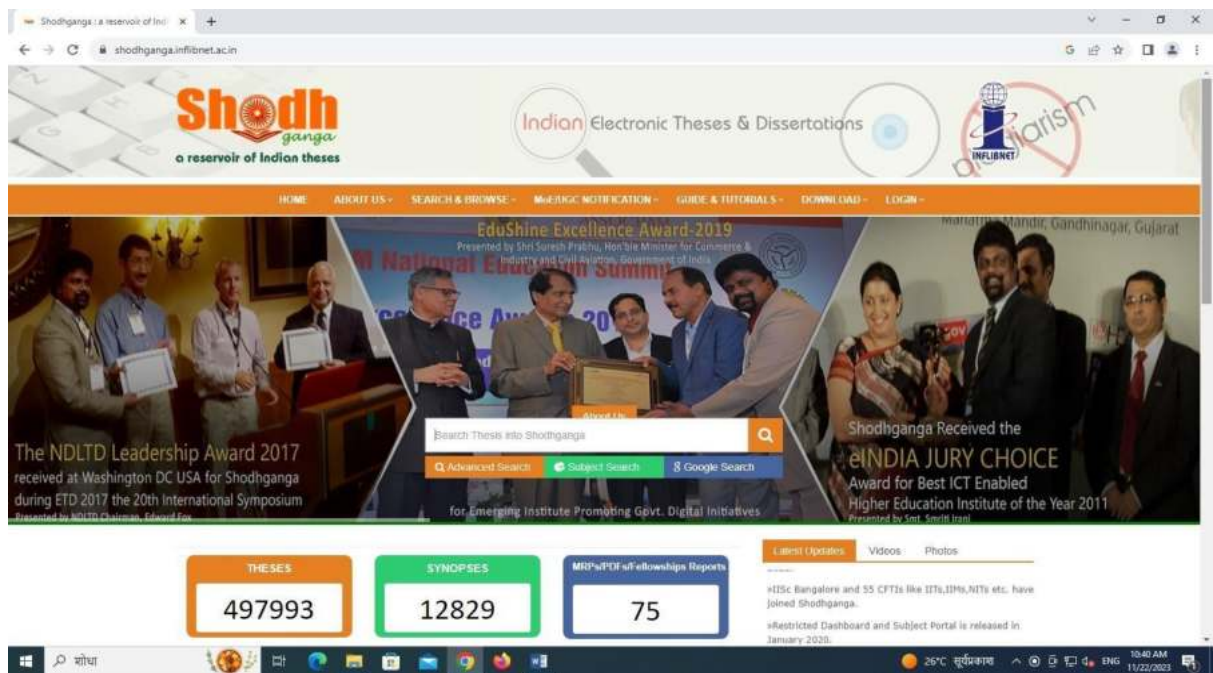 Shodhganga : a reservoir of Indi
shodhganga.inflibnet.ac.in
Shodh
ganga
a reservoir of Indian theses
Indian Electronic Theses & Dissertations
INFLIBNET
HOME ABOUT US SEARCH & BROWSE MoE/UGC NOTIFICATION GUIDE & TUTORIALS DOWNLOAD LOGIN
EduShine Excellence Award-2019
Presented by Shri Suresh Prabhu, Hon'ble Minister for Commerce &
Industry and Civil Aviation, Government of India
Mandir, Gandhinagar, Gujarat
M National Education Summit
About Us
Search Thesis into Shodhganga
Advanced Search Subject Search Google Search
for Emerging Institute Promoting Govt. Digital Initiatives
The NDLTD Leadership Award 2017
received at Washington DC USA for Shodhganga
during ETD 2017 the 20th International Symposium
Presented by NDLTD Chairman, Edward Fox
Shodhganga Received the
eINDIA JURY CHOICE
Award for Best ICT Enabled
Higher Education Institute of the Year 2011
Presented by Smt. Smriti Irani
THESES
497993
SYNOPSES
12829
MRPs/PDFs/Fellowships Reports
75
Latest Updates Videos Photos
»IISc Bangalore and 55 CFTIs like IITs,IIMs,NITs etc. have
joined Shodhganga.
»Restricted Dashboard and Subject Portal is released in
January 2020.
शोधा
26°C सूर्यप्रकाश ENG 10:40 AM
11/22/2023